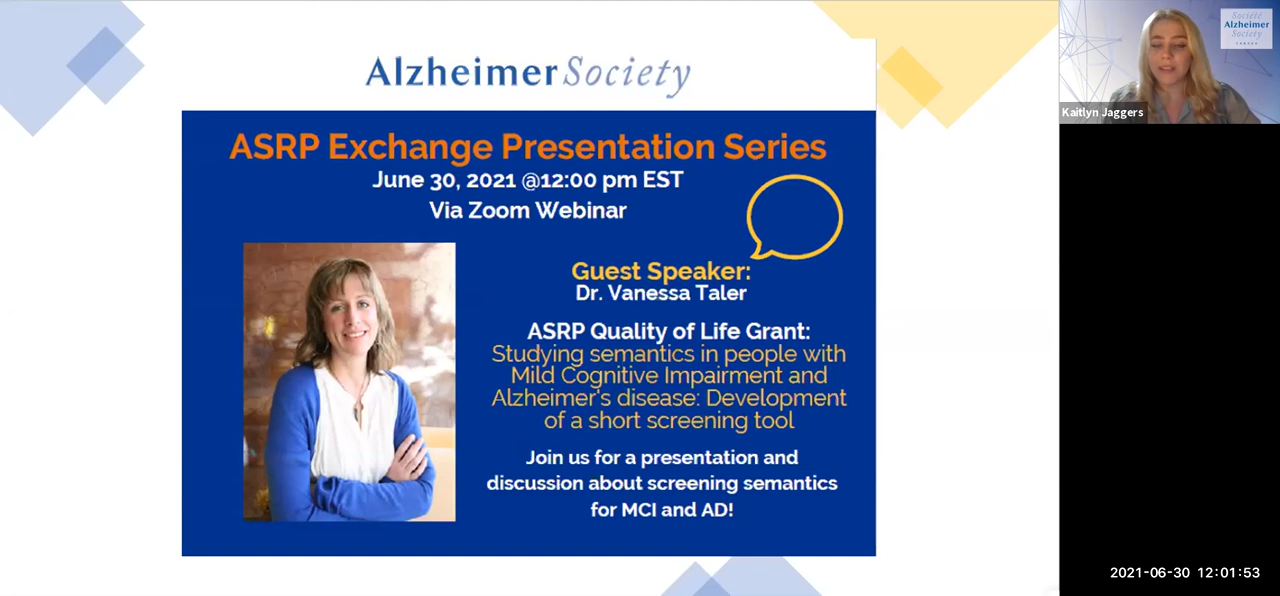 Alzheimer Society
ASRP Exchange Presentation Series
June 30, 2021 @12:00 pm EST
Via Zoom Webinar
Guest Speaker:
Dr. Vanessa Taler
ASRP Quality of Life Grant:
Studying semantics in people with
Mild Cognitive Impairment and
Alzheimer's disease: Development
of a short screening tool
Join us for a presentation and
discussion about screening semantics
for MCI and AD!
Société
Alzheimer
Society
Kaitlyn Jaggers
2021-06-30 12:01:53